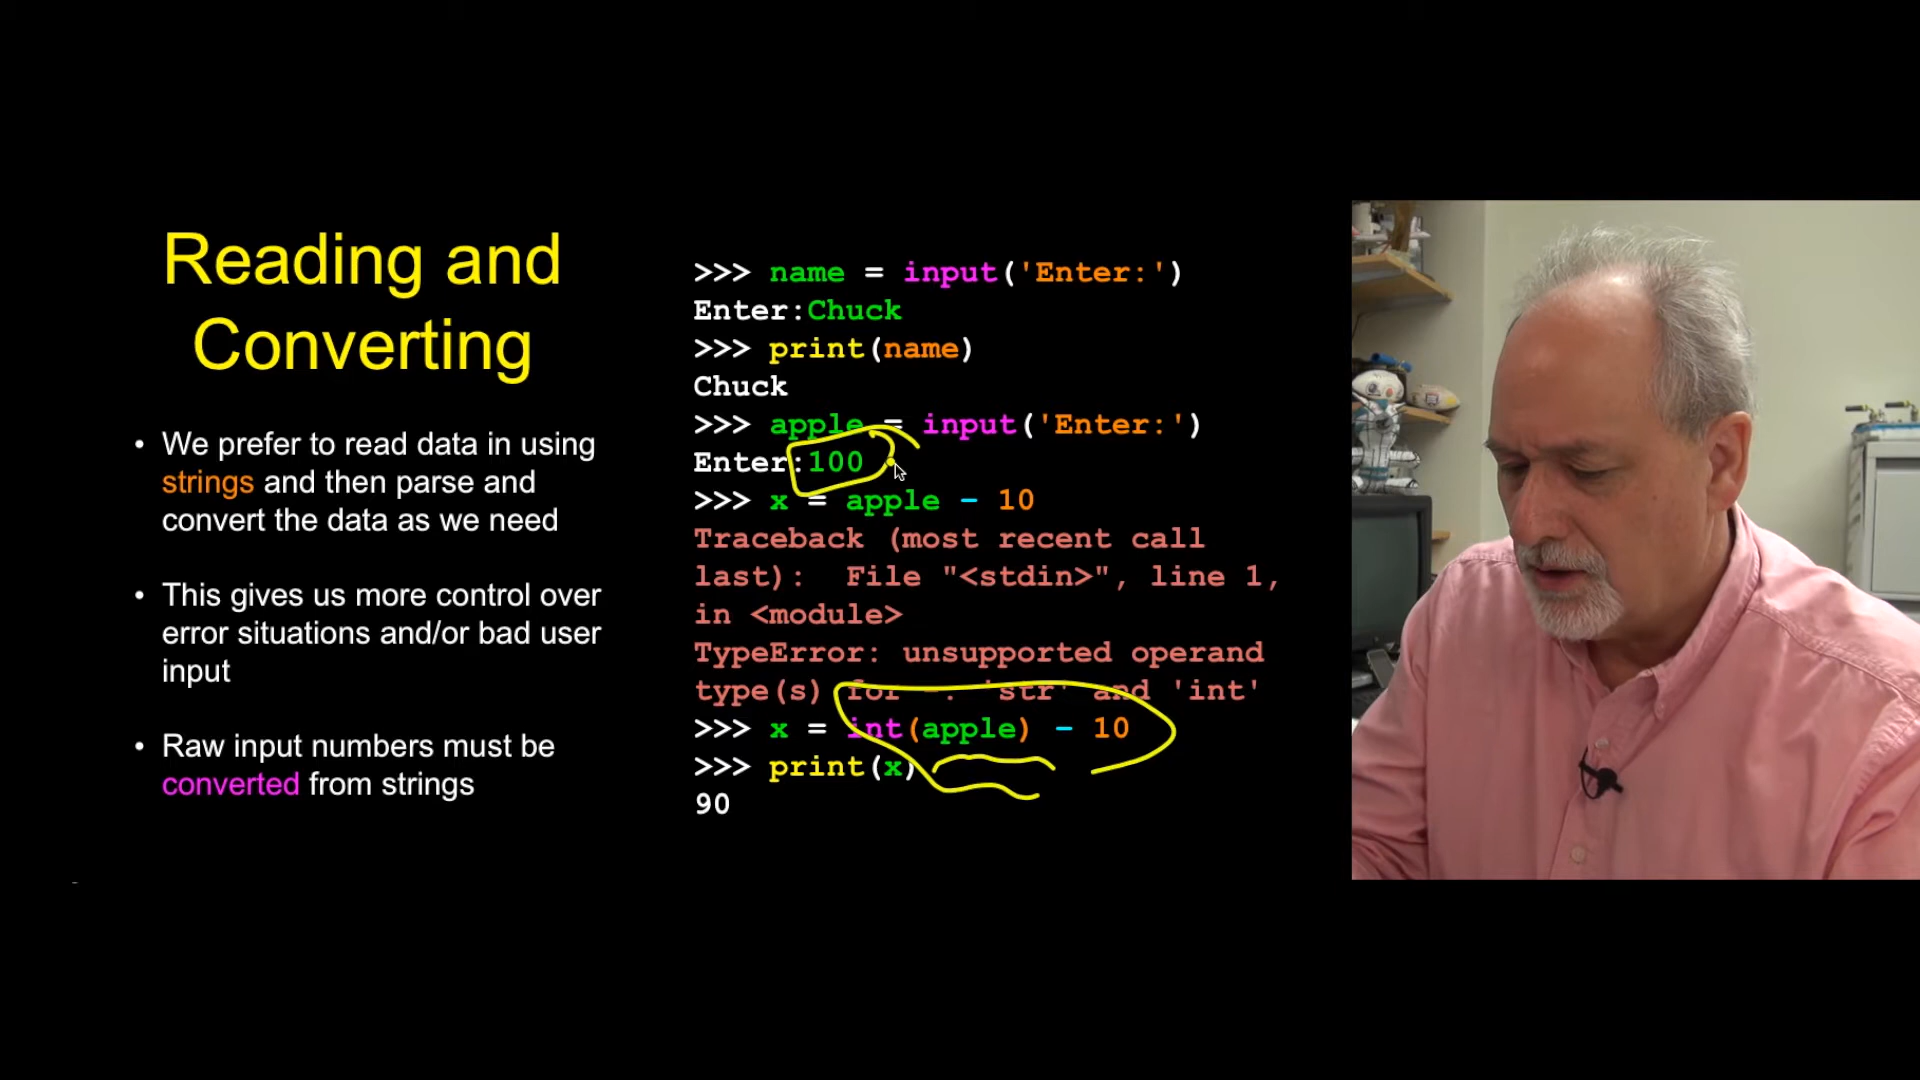 Reading and
Converting
• We prefer to read data in using
strings and then parse and
convert the data as we need
• This gives us more control over
error situations and/or bad user
input
• Raw input numbers must be
converted from strings
>>> name = input('Enter:')
Enter:Chuck
>>> print(name)
Chuck
>>> apple = input('Enter:')
Enter:100
>>> x = apple - 10
Traceback (most recent call
last):  File "<stdin>", line 1,
in <module>
TypeError: unsupported operand
type(s) for -: 'str' and 'int'
>>> x = int(apple) - 10
>>> print(x)
90